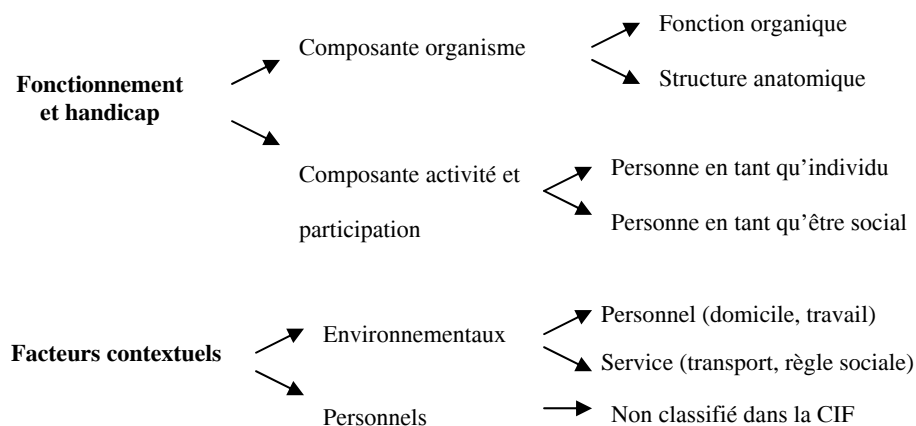 Fonctionnement
et handicap
Composante organisme
Fonction organique
Structure anatomique
Composante activité et
participation
Personne en tant qu’individu
Personne en tant qu’être social
Facteurs contextuels
Environnementaux
Personnel (domicile, travail)
Service (transport, règle sociale)
Personnels
Non classifié dans la CIF